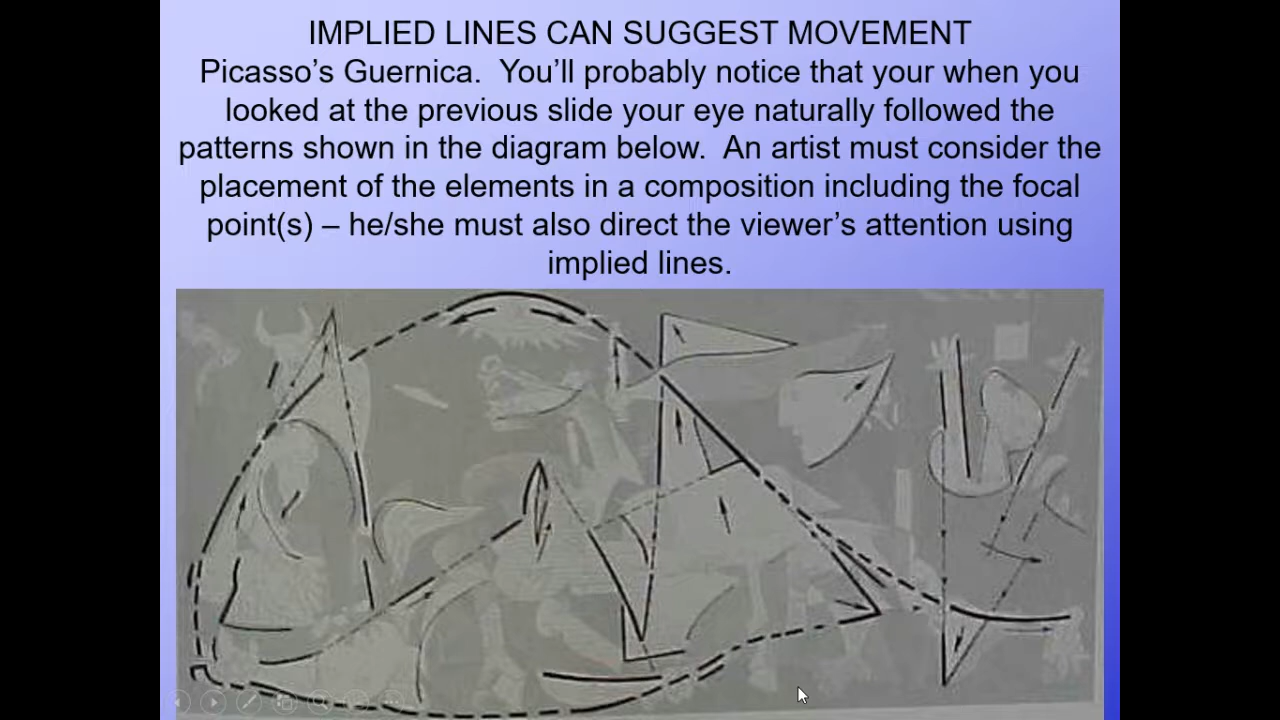 IMPLIED LINES CAN SUGGEST MOVEMENT
Picasso’s Guernica.  You’ll probably notice that your when you
looked at the previous slide your eye naturally followed the
patterns shown in the diagram below.  An artist must consider the
placement of the elements in a composition including the focal
point(s) – he/she must also direct the viewer’s attention using
implied lines.